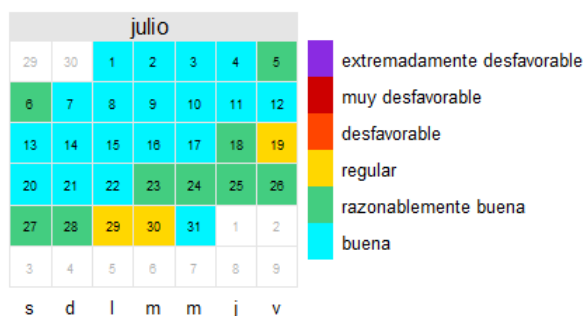 julio
29 30 1 2 3 4 5
6 7 8 9 10 11 12
13 14 15 16 17 18 19
20 21 22 23 24 25 26
27 28 29 30 31 1 2
3 4 5 6 7 8 9
s d l m m j v
extremadamente desfavorable
muy desfavorable
desfavorable
regular
razonablemente buena
buena